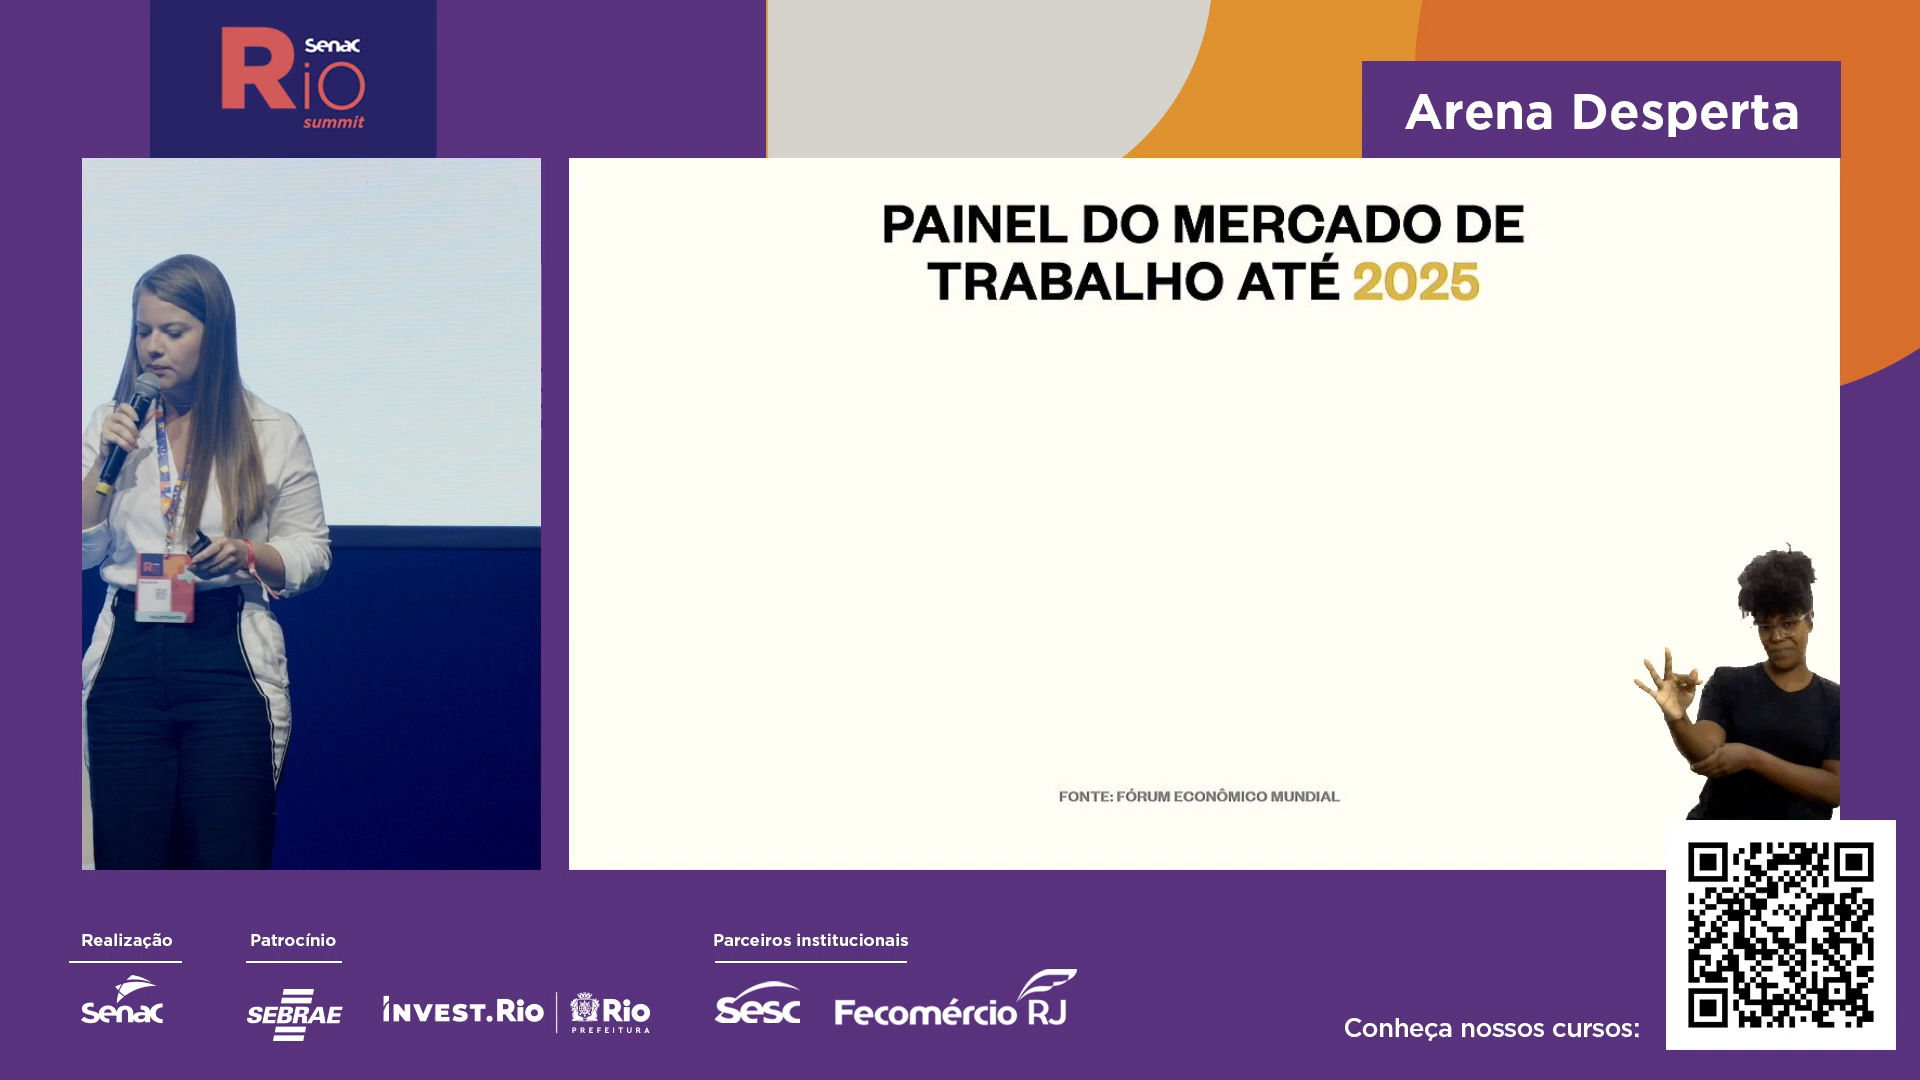 Senac
Rio
summit
Arena Desperta
PAINEL DO MERCADO DE
TRABALHO ATÉ 2025
FONTE: FÓRUM ECONÔMICO MUNDIAL
Realização
Patrocínio
Parceiros institucionais
Senac
SEBRAE
INVEST.Rio
Rio
PREFEITURA
Sesc
Fecomércio RJ
Conheça nossos cursos: